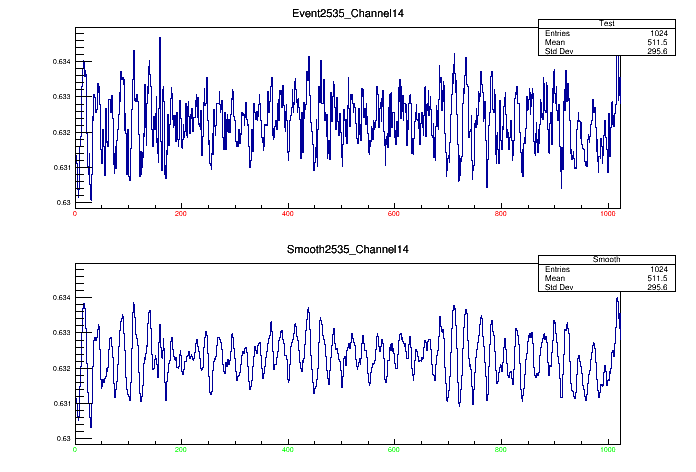 Event2535_Channel14
Test
Entries 1024
Mean 511.5
Std Dev 295.6
0.634
0.633
0.632
0.631
0.63
0 200 400 600 800 1000
Smooth2535_Channel14
Smooth
Entries 1024
Mean 511.5
Std Dev 295.6
0.634
0.633
0.632
0.631
0.63
0 200 400 600 800 1000